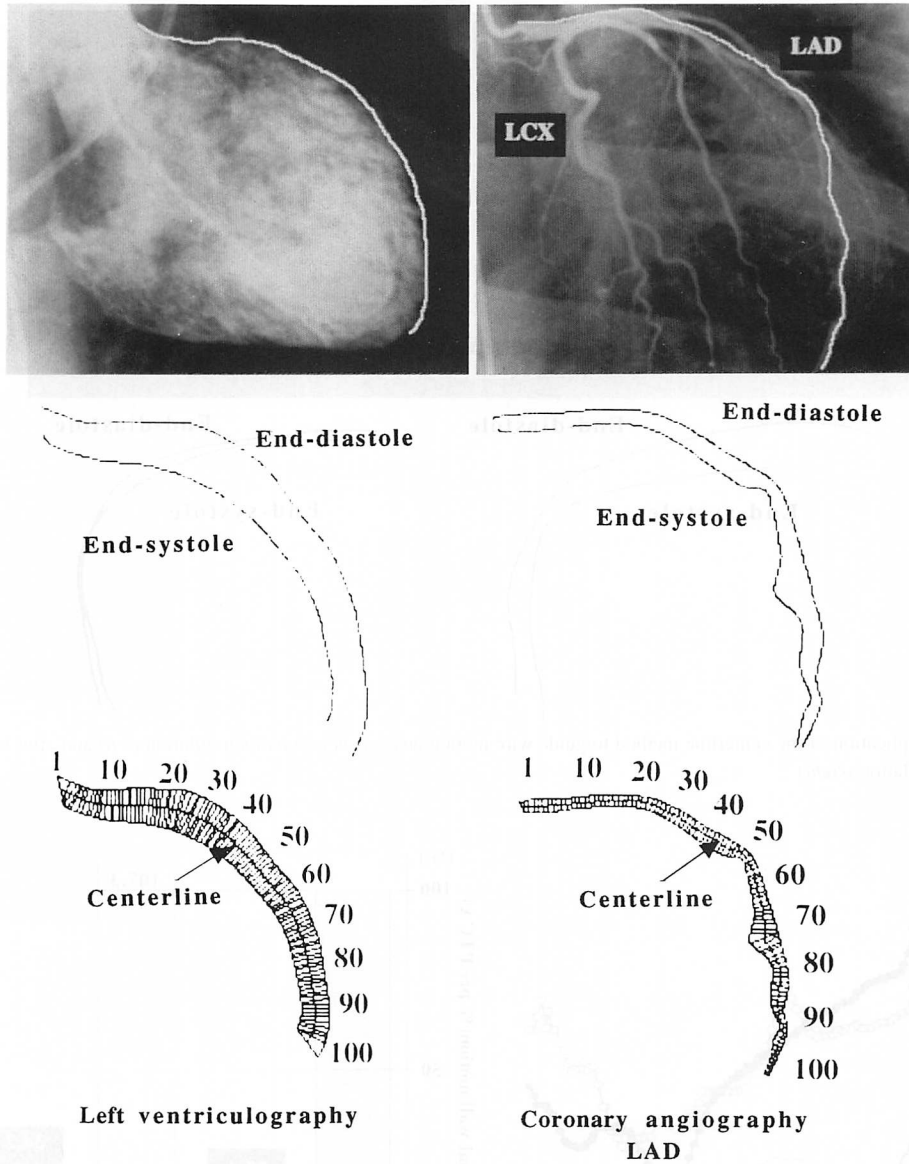 LAD
LCX
End-diastole
End-systole
End-diastole
End-systole
1 10 20 30 40 50 60 70 80 90 100
Centerline
1 10 20 30 40 50 60 70 80 90 100
Centerline
Left ventriculography
Coronary angiography
LAD